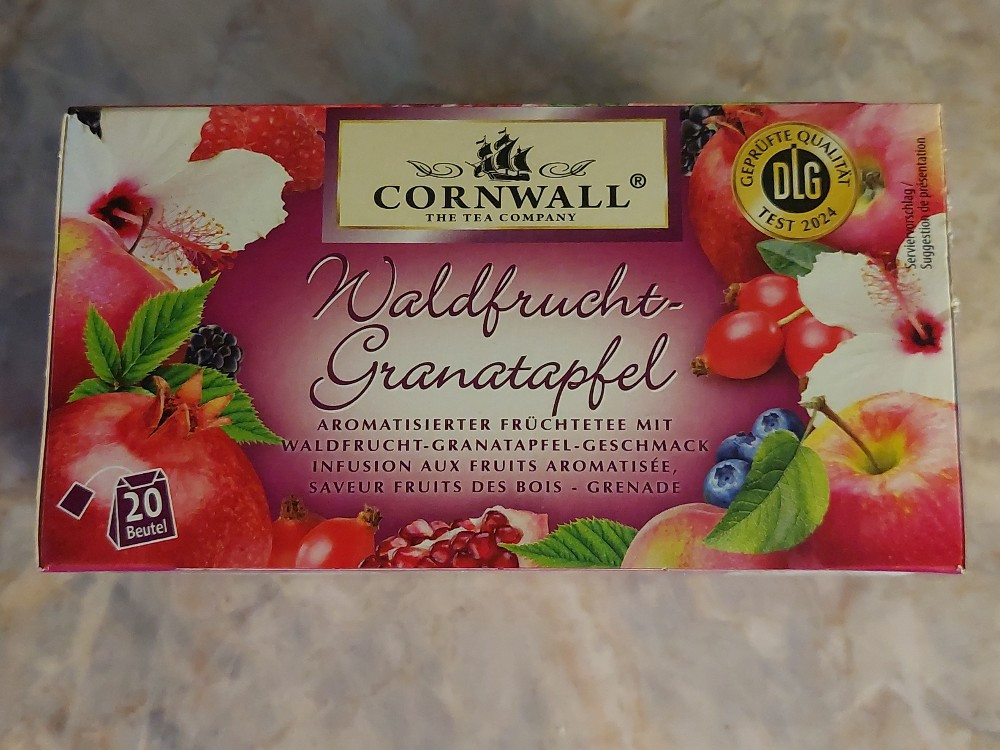 CORNWALL®
THE TEA COMPANY
GEPRÜFTE QUALITÄT
DLG
TEST 2024
Serviervorschlag /
Suggestion de présentation
Waldfrucht-
Granatapfel
AROMATISIERTER FRÜCHTETEE MIT
WALDFRUCHT-GRANATAPFEL-GESCHMACK
INFUSION AUX FRUITS AROMATISÉE,
SAVEUR FRUITS DES BOIS - GRENADE
20
Beutel